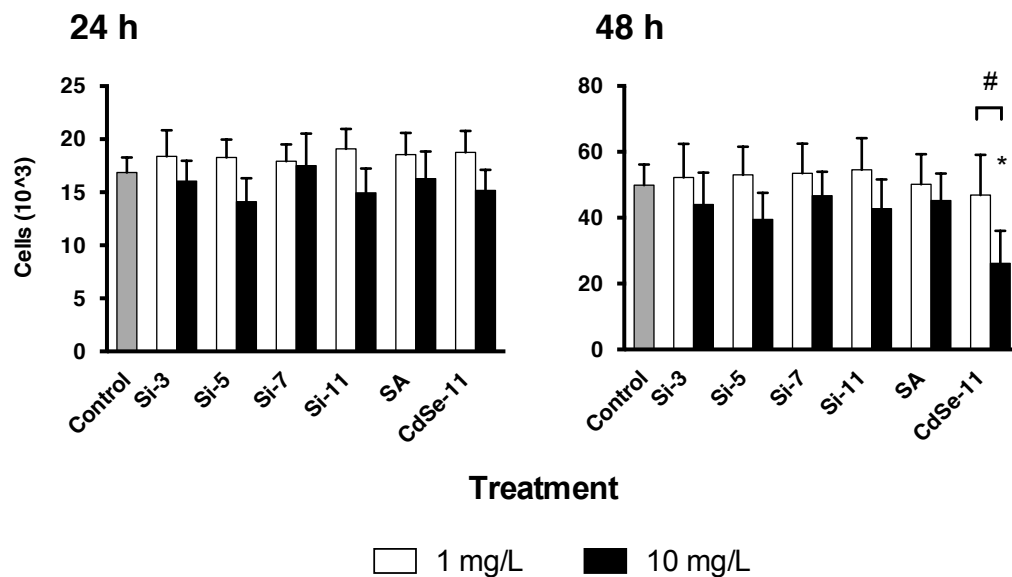 24 h
48 h
25
20
15
10
5
0
Cells (10^3)
Control
Si-3
Si-5
Si-7
Si-11
SA
CdSe-11
80
60
40
20
0
#
*
Control
Si-3
Si-5
Si-7
Si-11
SA
CdSe-11
Treatment
1 mg/L
10 mg/L